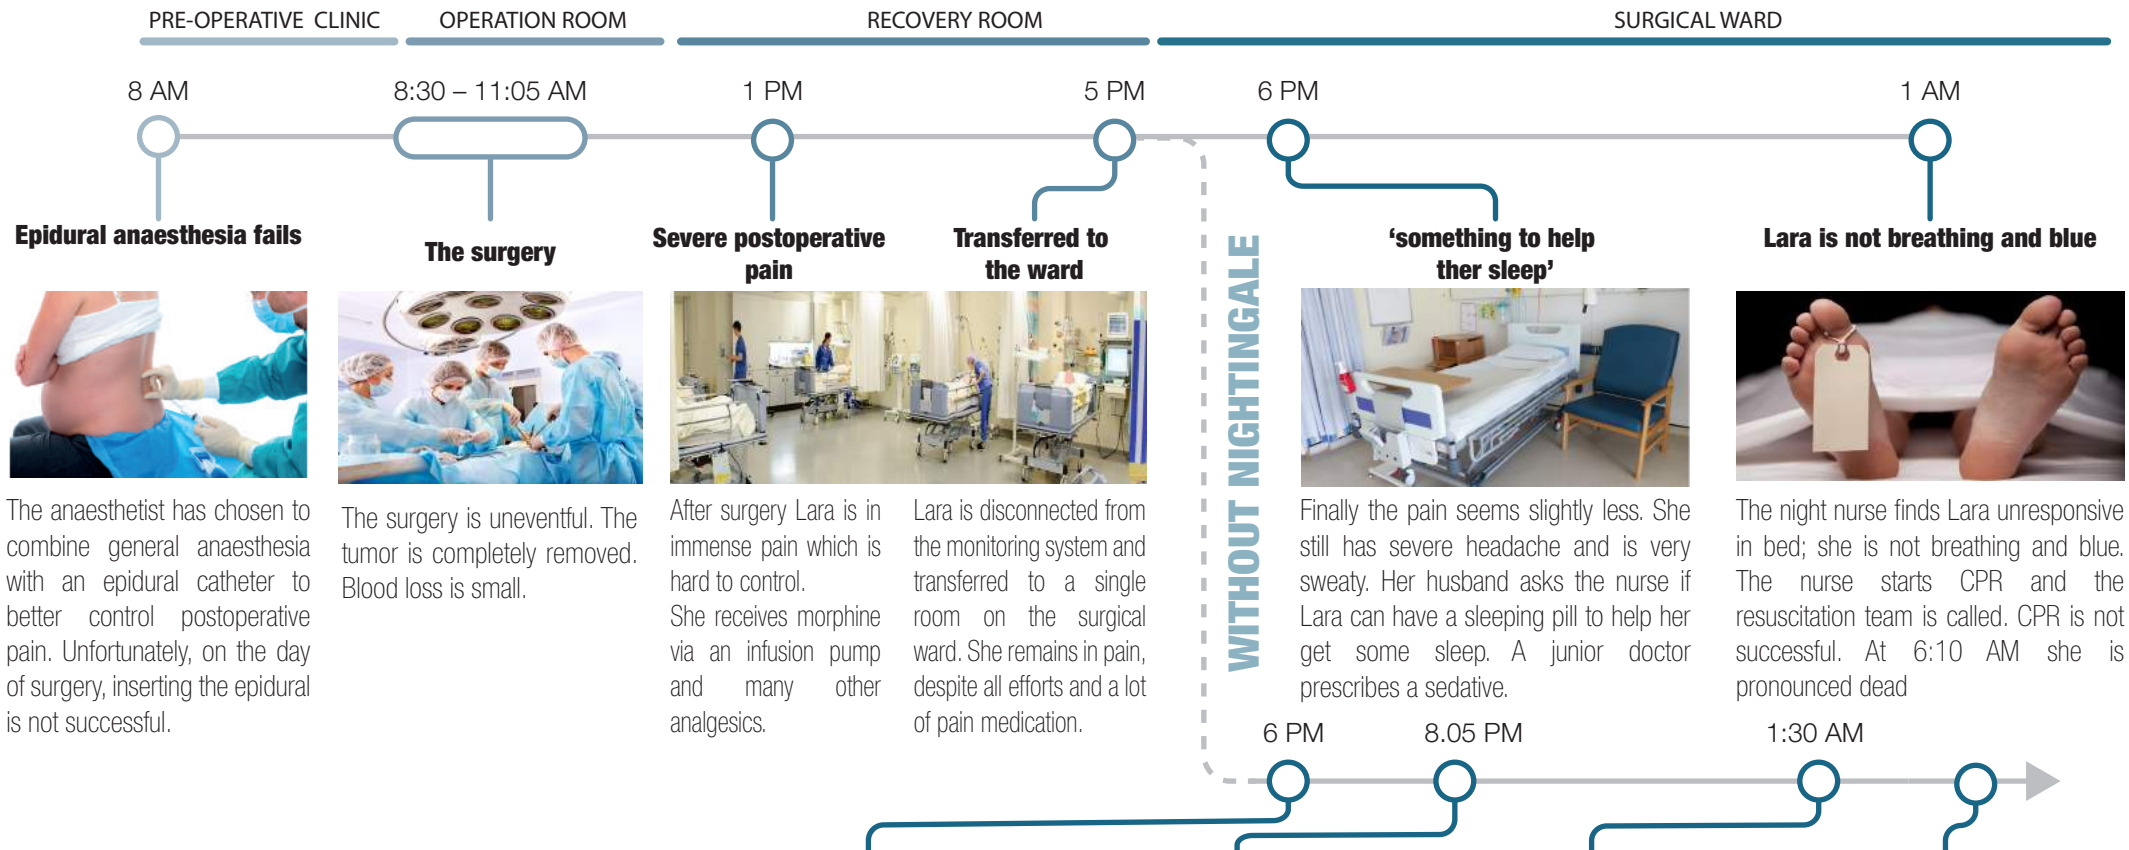 PRE-OPERATIVE CLINIC
OPERATION ROOM
RECOVERY ROOM
SURGICAL WARD
8 AM
8:30 – 11:05 AM
1 PM
5 PM
6 PM
1 AM
Epidural anaesthesia fails
The anaesthetist has chosen to
combine general anaesthesia
with an epidural catheter to
better control postoperative
pain. Unfortunately, on the day
of surgery, inserting the epidural
is not successful.
The surgery
The surgery is uneventful. The
tumor is completely removed.
Blood loss is small.
Severe postoperative
pain
After surgery Lara is in
immense pain which is
hard to control.
She receives morphine
via an infusion pump
and many other
analgesics.
Transferred to
the ward
Lara is disconnected from
the monitoring system and
transferred to a single
room on the surgical
ward. She remains in pain,
despite all efforts and a lot
of pain medication.
WITHOUT NIGHTINGALE
‘something to help
ther sleep’
Finally the pain seems slightly less. She
still has severe headache and is very
sweaty. Her husband asks the nurse if
Lara can have a sleeping pill to help her
get some sleep. A junior doctor
prescribes a sedative.
Lara is not breathing and blue
The night nurse finds Lara unresponsive
in bed; she is not breathing and blue.
The nurse starts CPR and the
resuscitation team is called. CPR is not
successful. At 6:10 AM she is
pronounced dead
6 PM
8.05 PM
1:30 AM